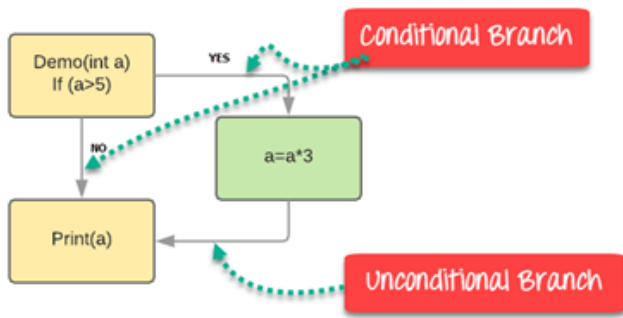 Conditional Branch
Demo(int a)
If (a>5)
YES
NO
a=a*3
Print(a)
Unconditional Branch